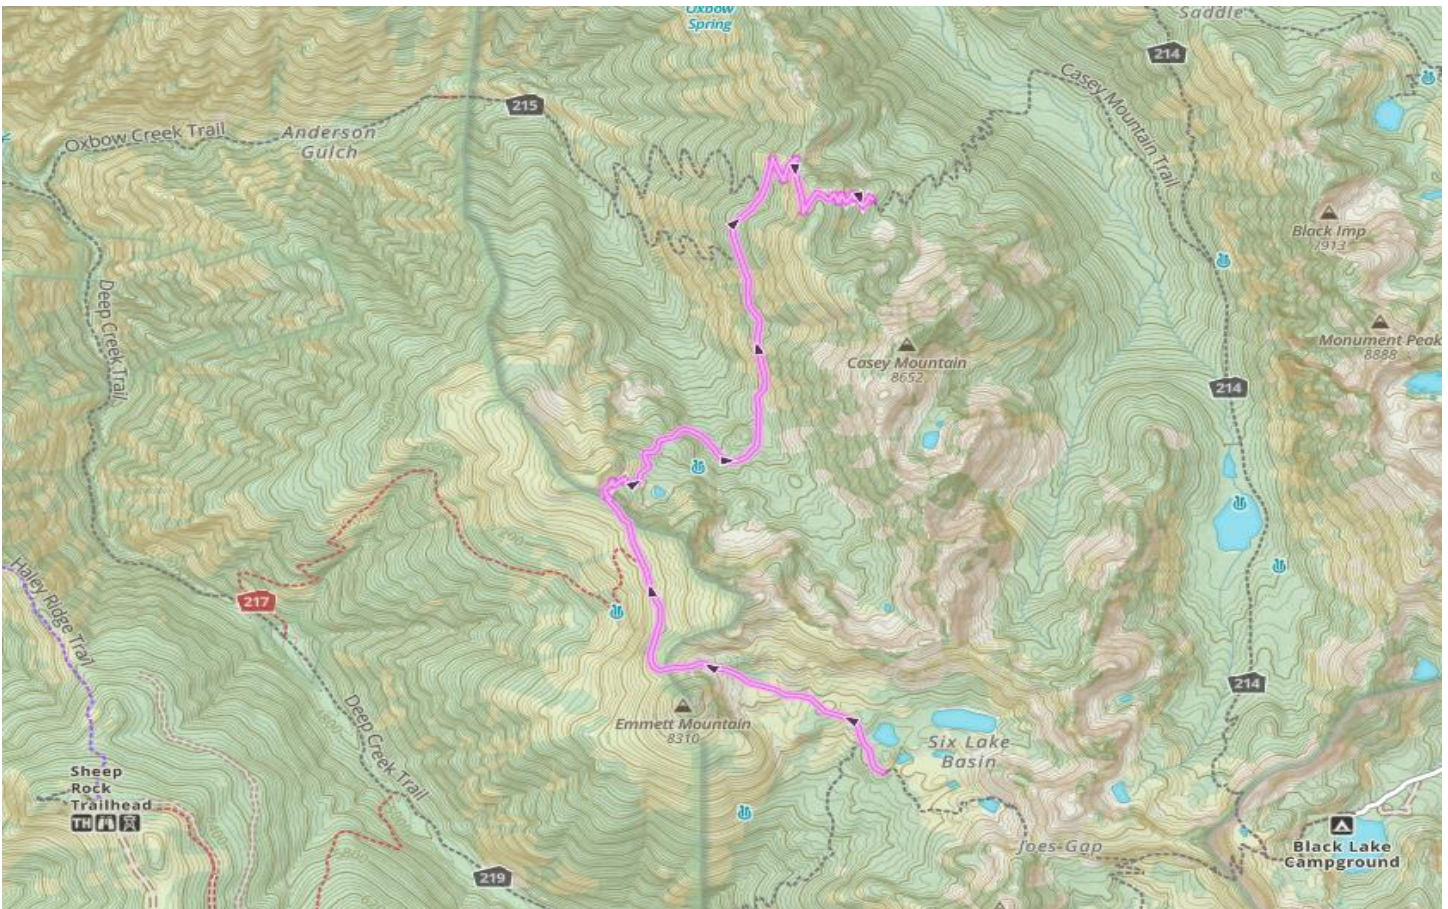 Oxbow
Spring
Saddle
214
Casey Mountain Trail
215
Oxbow Creek Trail
Anderson
Gulch
Black Imp
7913
Deep Creek Trail
Monument Peak
8888
Casey Mountain
8652
214
Haley Ridge Trail
217
214
Deep Creek Trail
Emmett Mountain
8310
Six Lake
Basin
Sheep
Rock
Trailhead
TH
Joes Gap
Black Lake
Campground
219